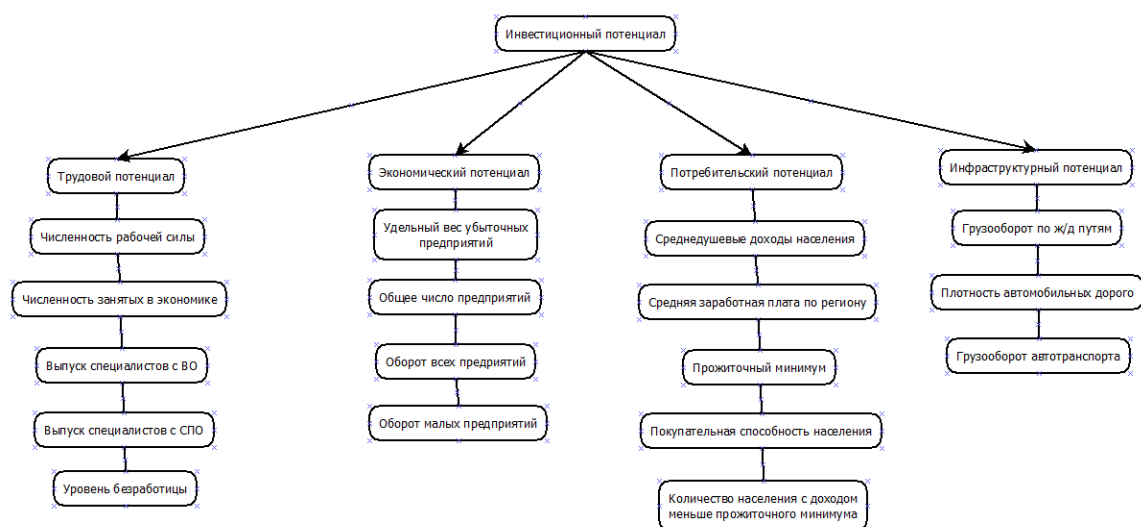 Инвестиционный потенциал
Трудовой потенциал
Численность рабочей силы
Численность занятых в экономике
Выпуск специалистов с ВО
Выпуск специалистов с СПО
Уровень безработицы
Экономический потенциал
Удельный вес убыточных
предприятий
Общее число предприятий
Оборот всех предприятий
Оборот малых предприятий
Потребительский потенциал
Среднедушевые доходы населения
Средняя заработная плата по региону
Прожиточный минимум
Покупательная способность населения
Количество населения с доходом
меньше прожиточного минимума
Инфраструктурный потенциал
Грузооборот по ж/д путям
Плотность автомобильных дорого
Грузооборот автотранспорта